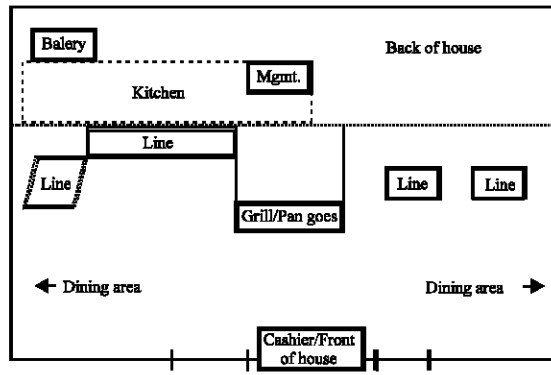 Balery
Back of house
Mgmt.
Kitchen
Line
Line
Line
Line
Grill/Pan goes
Dining area
Dining area
Cashier/Front
of house